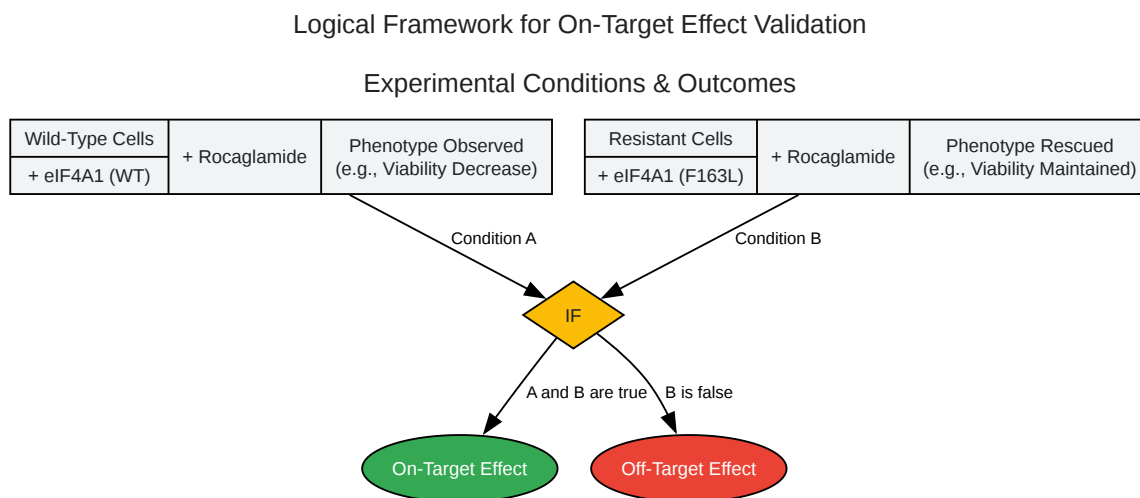 Logical Framework for On-Target Effect Validation
Experimental Conditions & Outcomes
Wild-Type Cells
+ eIF4A1 (WT)
+ Rocaglamide
Phenotype Observed
(e.g., Viability Decrease)
Resistant Cells
+ eIF4A1 (F163L)
+ Rocaglamide
Phenotype Rescued
(e.g., Viability Maintained)
Condition A
Condition B
IF
A and B are true
B is false
On-Target Effect
Off-Target Effect